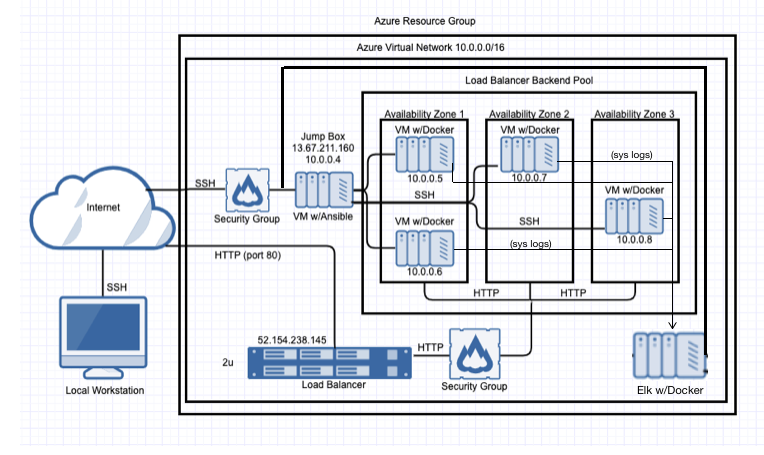 Azure Resource Group
Azure Virtual Network 10.0.0.0/16
Load Balancer Backend Pool
Availability Zone 1
Availability Zone 2
Availability Zone 3
VM w/Docker
10.0.0.5
VM w/Docker
10.0.0.7
(sys logs)
Jump Box
13.67.211.160
10.0.0.4
VM w/Ansible
SSH
Security Group
Internet
SSH
VM w/Docker
10.0.0.8
SSH
VM w/Docker
10.0.0.6
(sys logs)
HTTP (port 80)
SSH
HTTP
HTTP
Local Workstation
52.154.238.145
2u
Load Balancer
HTTP
Security Group
Elk w/Docker